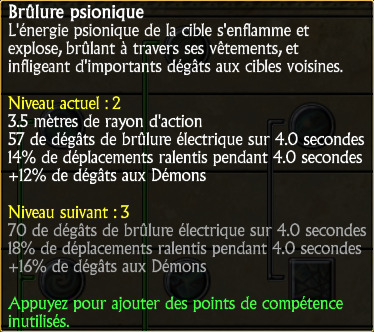 Brûlure psionique
L'énergie psionique de la cible s'enflamme et
explose, brûlant à travers ses vêtements, et
infligeant d'importants dégâts aux cibles voisines.
Niveau actuel : 2
3.5 mètres de rayon d'action
57 de dégâts de brûlure électrique sur 4.0 secondes
14% de déplacements ralentis pendant 4.0 secondes
+12% de dégâts aux Démons
Niveau suivant : 3
70 de dégâts de brûlure électrique sur 4.0 secondes
18% de déplacements ralentis pendant 4.0 secondes
+16% de dégâts aux Démons
Appuyez pour ajouter des points de compétence
inutilisés.